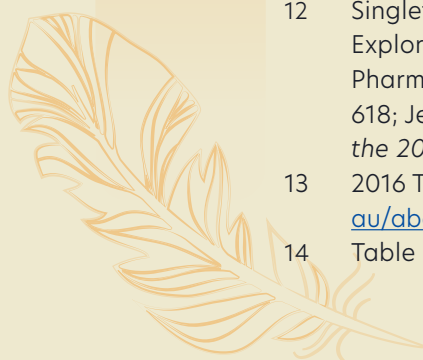 12 Singlet
Explor
Pharm
618; Je
the 20
13 2016 T
au/ab
14 Table